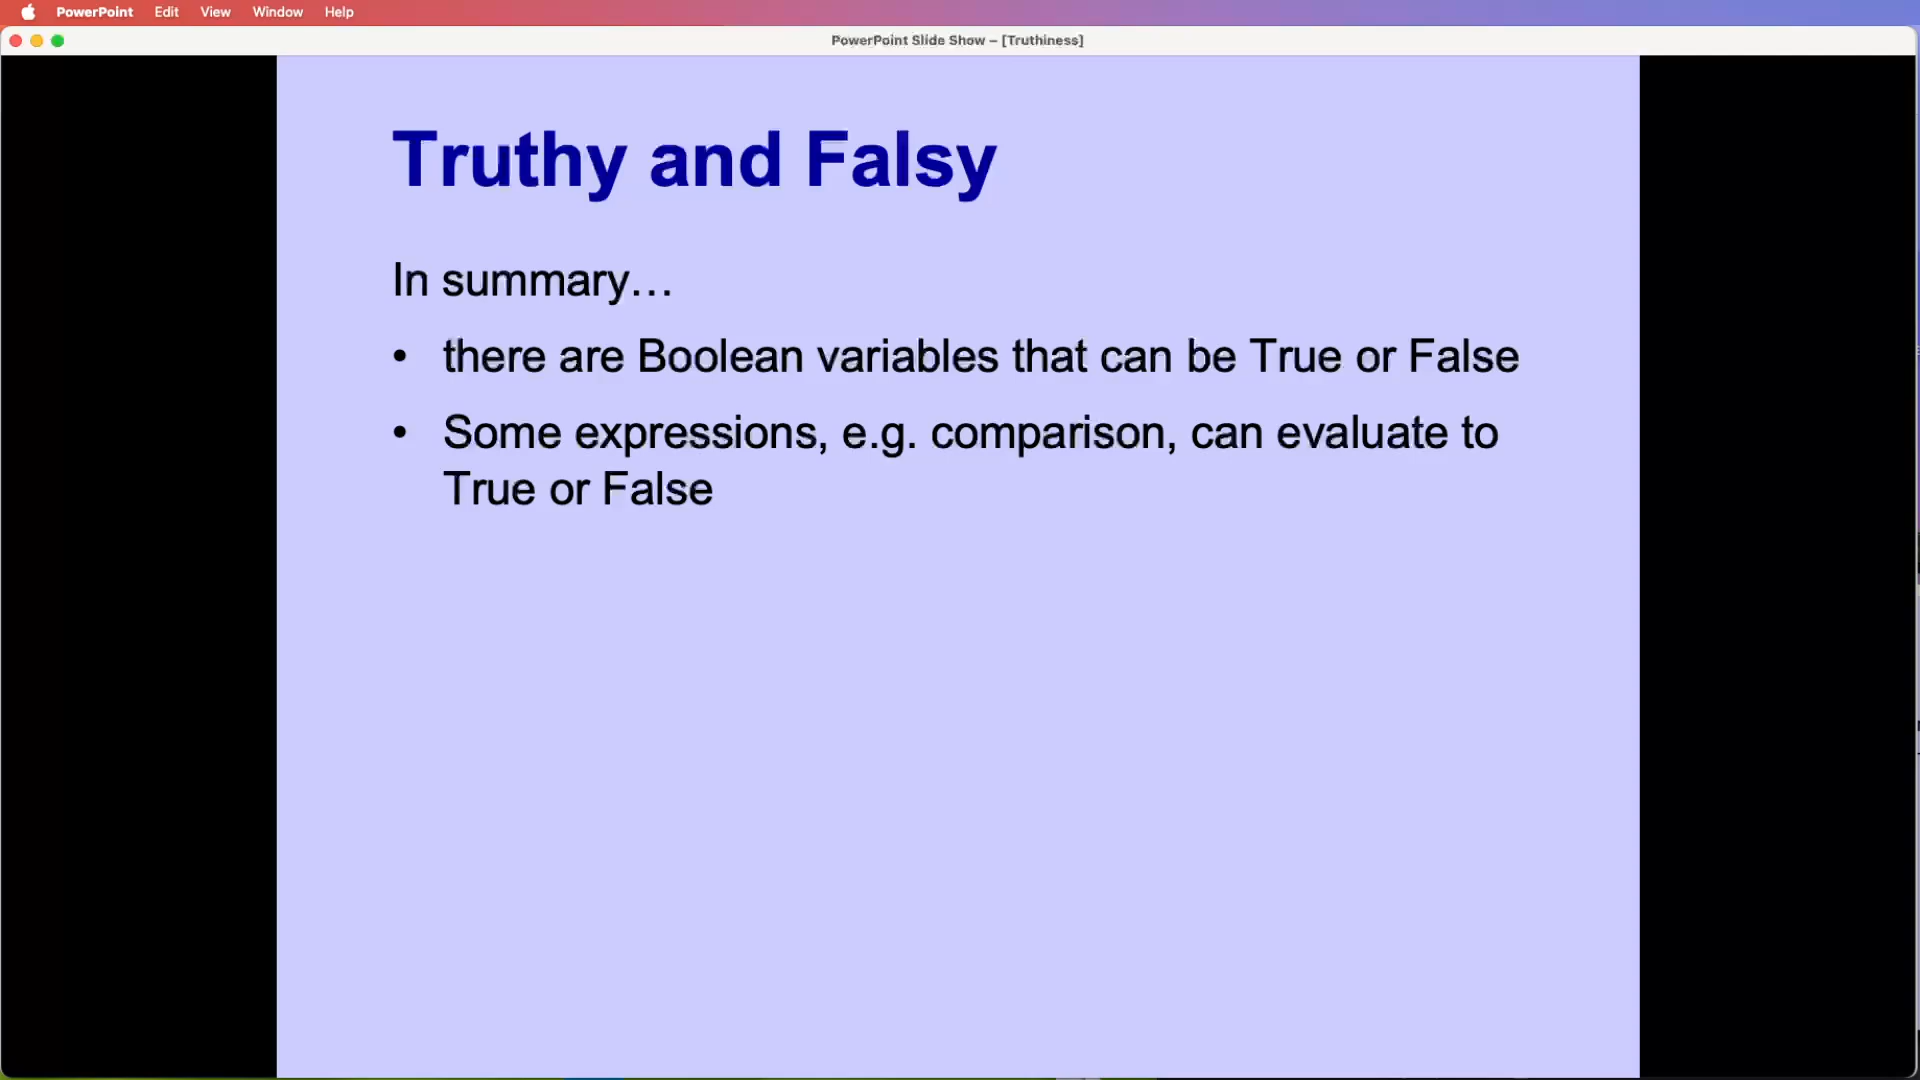 PowerPoint Edit View Window Help
PowerPoint Slide Show – [Truthiness]
Truthy and Falsy
In summary…
• there are Boolean variables that can be True or False
• Some expressions, e.g. comparison, can evaluate to
True or False